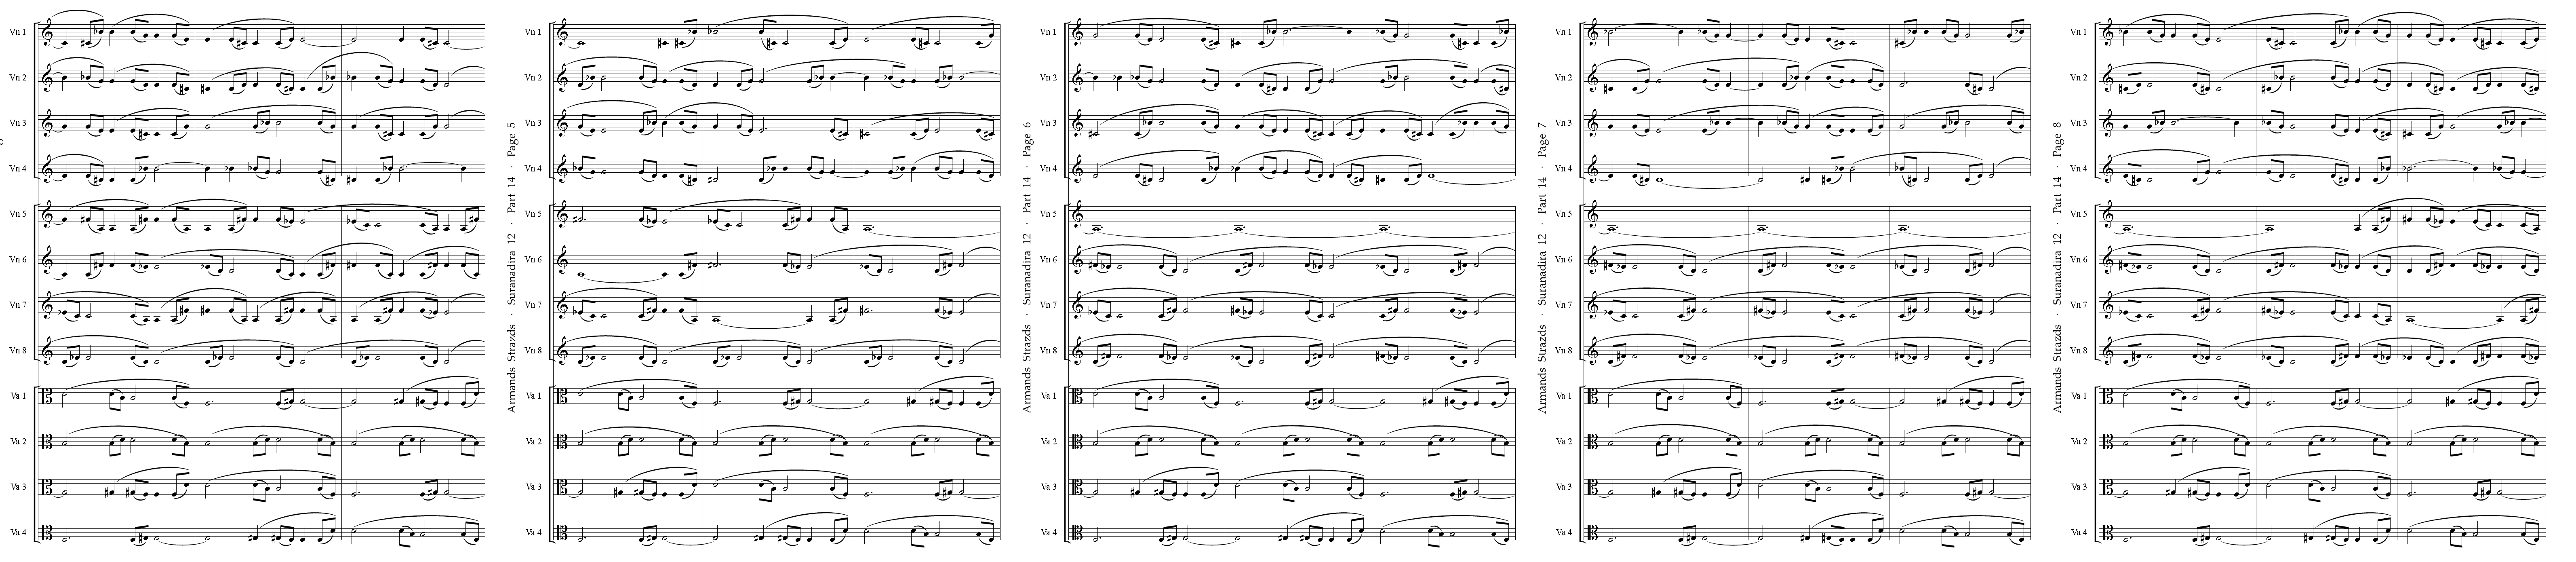 Vn 1
Vn 2
Vn 3
Vn 4
Vn 5
Vn 6
Vn 7
Vn 8
Va 1
Va 2
Va 3
Va 4
Armands Strazds · Suranadira 12 · Part 14 · Page 5
Vn 1
Vn 2
Vn 3
Vn 4
Vn 5
Vn 6
Vn 7
Vn 8
Va 1
Va 2
Va 3
Va 4
Armands Strazds · Suranadira 12 · Part 14 · Page 6
Vn 1
Vn 2
Vn 3
Vn 4
Vn 5
Vn 6
Vn 7
Vn 8
Va 1
Va 2
Va 3
Va 4
Armands Strazds · Suranadira 12 · Part 14 · Page 7
Vn 1
Vn 2
Vn 3
Vn 4
Vn 5
Vn 6
Vn 7
Vn 8
Va 1
Va 2
Va 3
Va 4
Armands Strazds · Suranadira 12 · Part 14 · Page 8
Vn 1
Vn 2
Vn 3
Vn 4
Vn 5
Vn 6
Vn 7
Vn 8
Va 1
Va 2
Va 3
Va 4